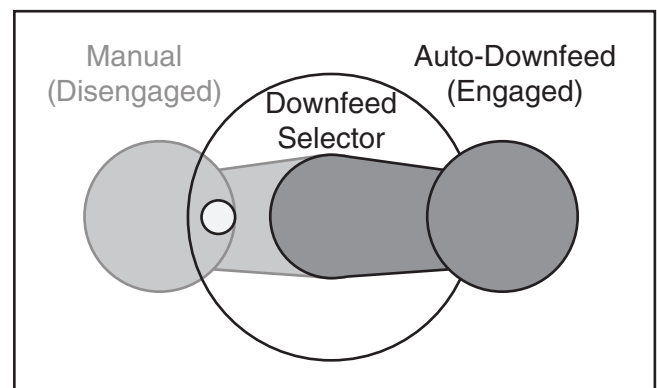 Manual
(Disengaged)
Auto-Downfeed
(Engaged)
Downfeed
Selector